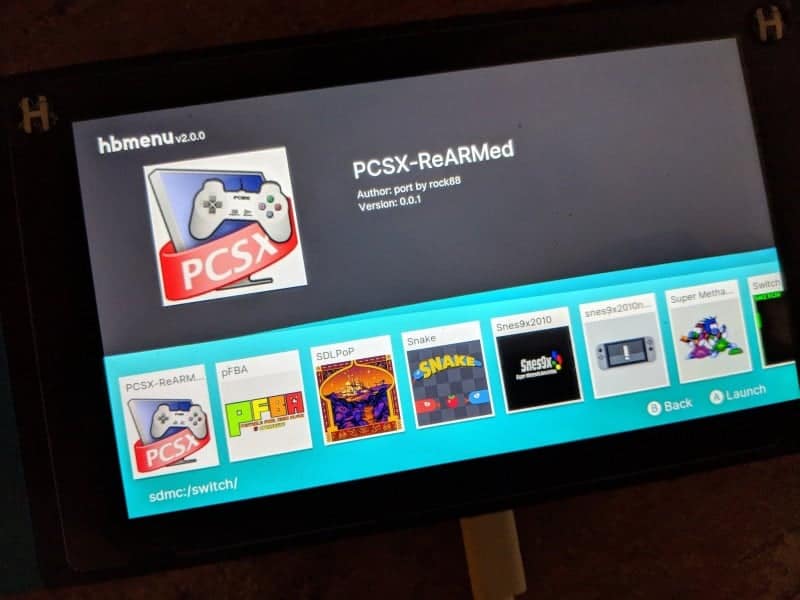 H
H
hbmenu v2.0.0
PCSX
PCSX-ReARMed
Author: port by rock88
Version: 0.0.1
PCSX-ReARM...
PCSX
pFBA
PFBA
SDLPoP
Snake
SNAKE
Snes9x2010
Snes9x
snes9x2010n...
Super Metha...
Switch
B Back
A Launch
sdmc:/switch/